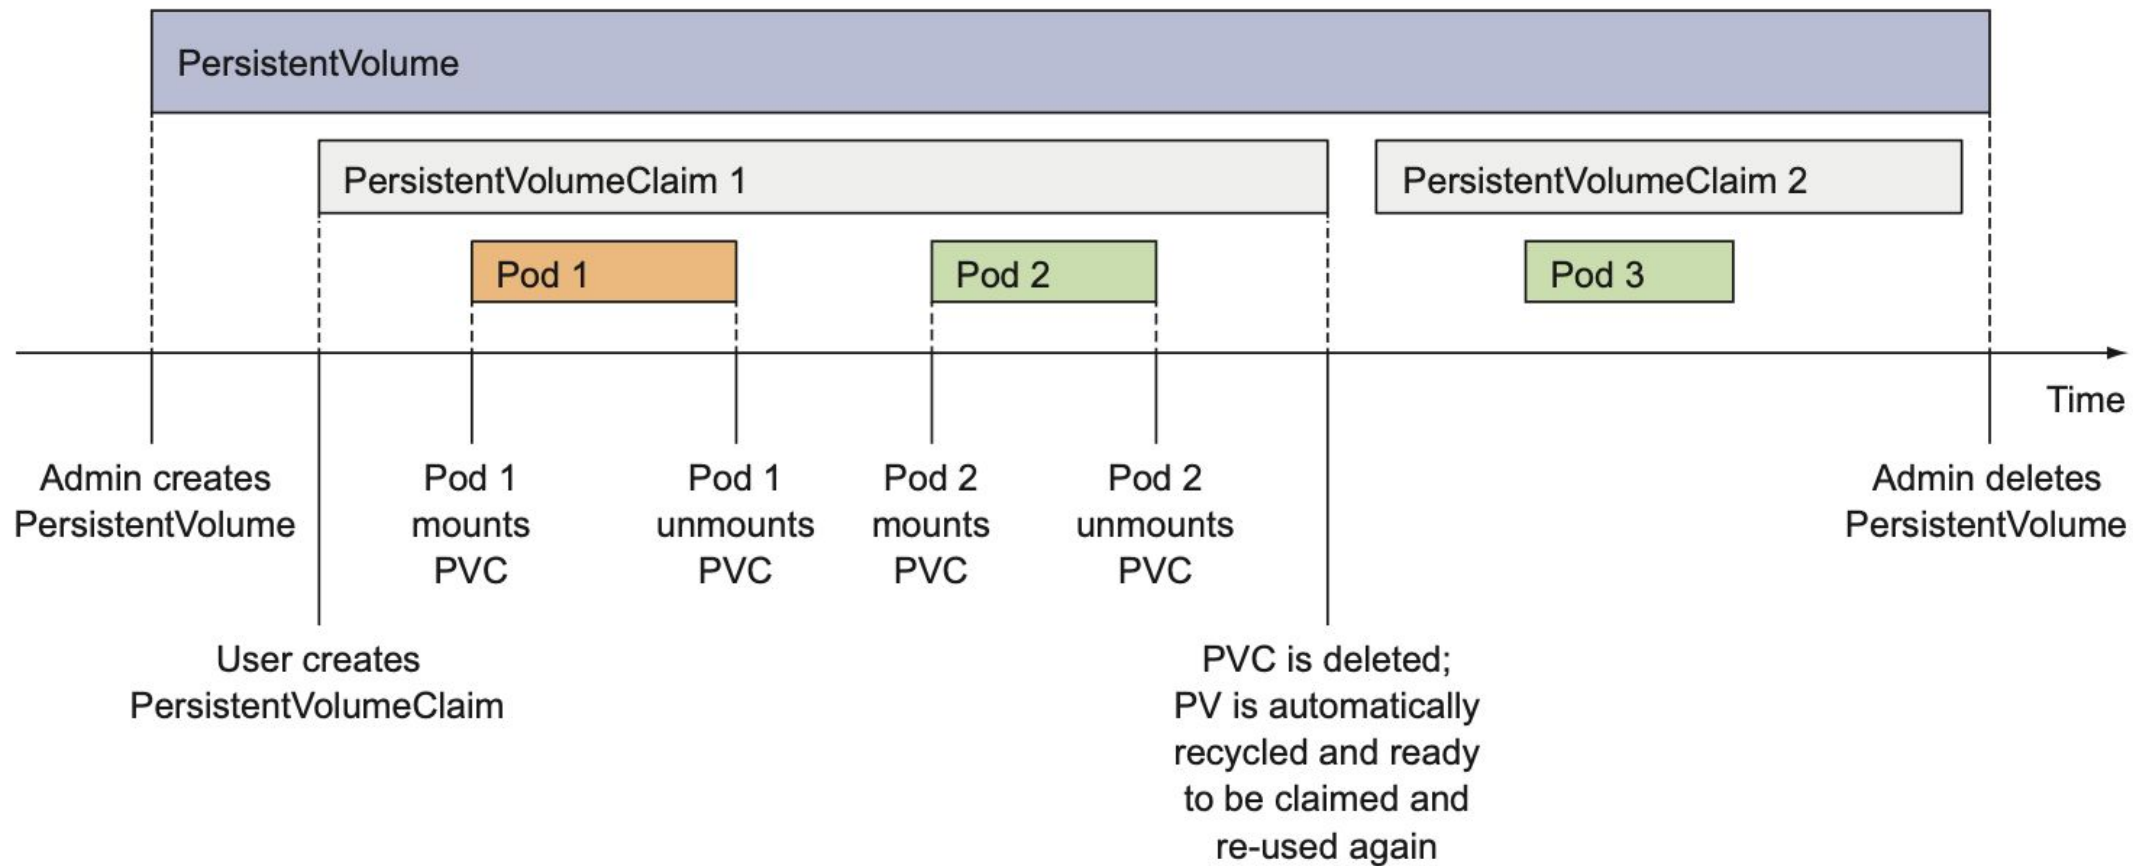 PersistentVolume
PersistentVolumeClaim 1
PersistentVolumeClaim 2
Pod 1
Pod 2
Pod 3
Time
Admin creates
PersistentVolume
Pod 1
mounts
PVC
Pod 1
unmounts
PVC
Pod 2
mounts
PVC
Pod 2
unmounts
PVC
Admin deletes
PersistentVolume
User creates
PersistentVolumeClaim
PVC is deleted;
PV is automatically
recycled and ready
to be claimed and
re-used again